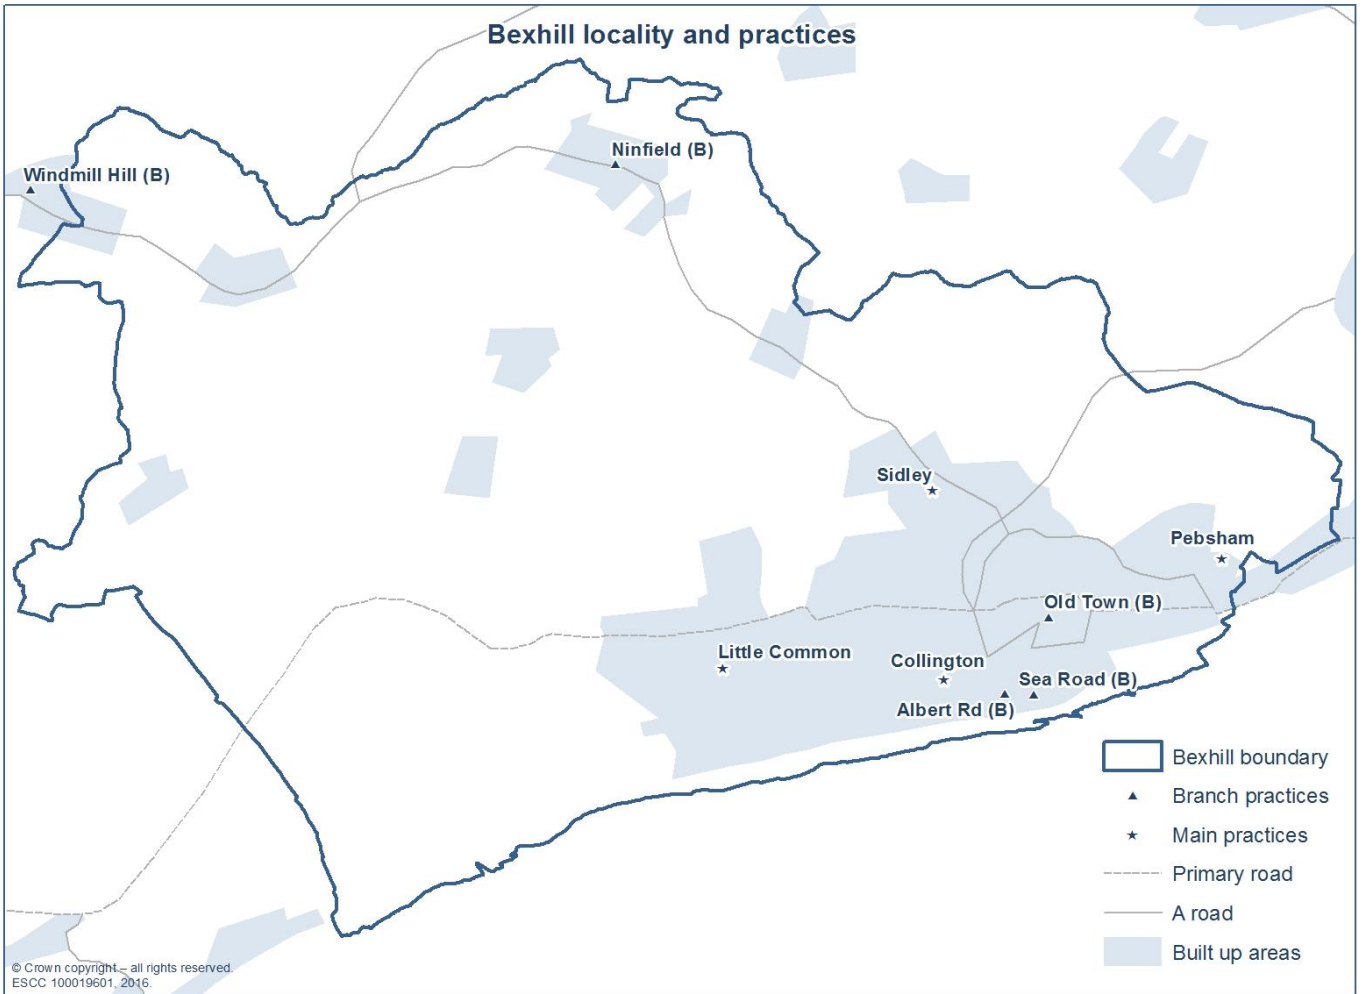 Bexhill locality and practices
Ninfield (B)
Windmill Hill (B)
Sidley
Pebsham
Old Town (B)
Little Common
Collington
Sea Road (B)
Albert Rd (B)
Bexhill boundary
Branch practices
Main practices
Primary road
A road
Built up areas
© Crown copyright – all rights reserved.
ESCC 100019601, 2016.